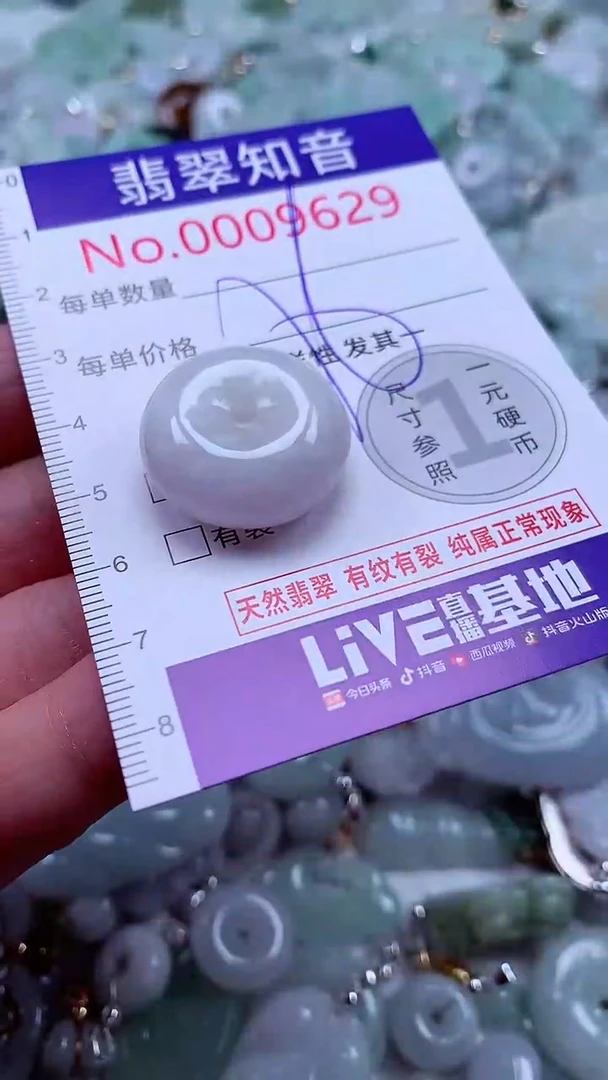 翡翠知音
No.0009629
每单数量
每单价格
性 发其
一元硬币
1
尺寸参照
有裂
天然翡翠 有纹有裂 纯属正常现象
LiVE直播基地
今日头条 抖音 西瓜视频 抖音火山版
0
1
2
3
4
5
6
7
8